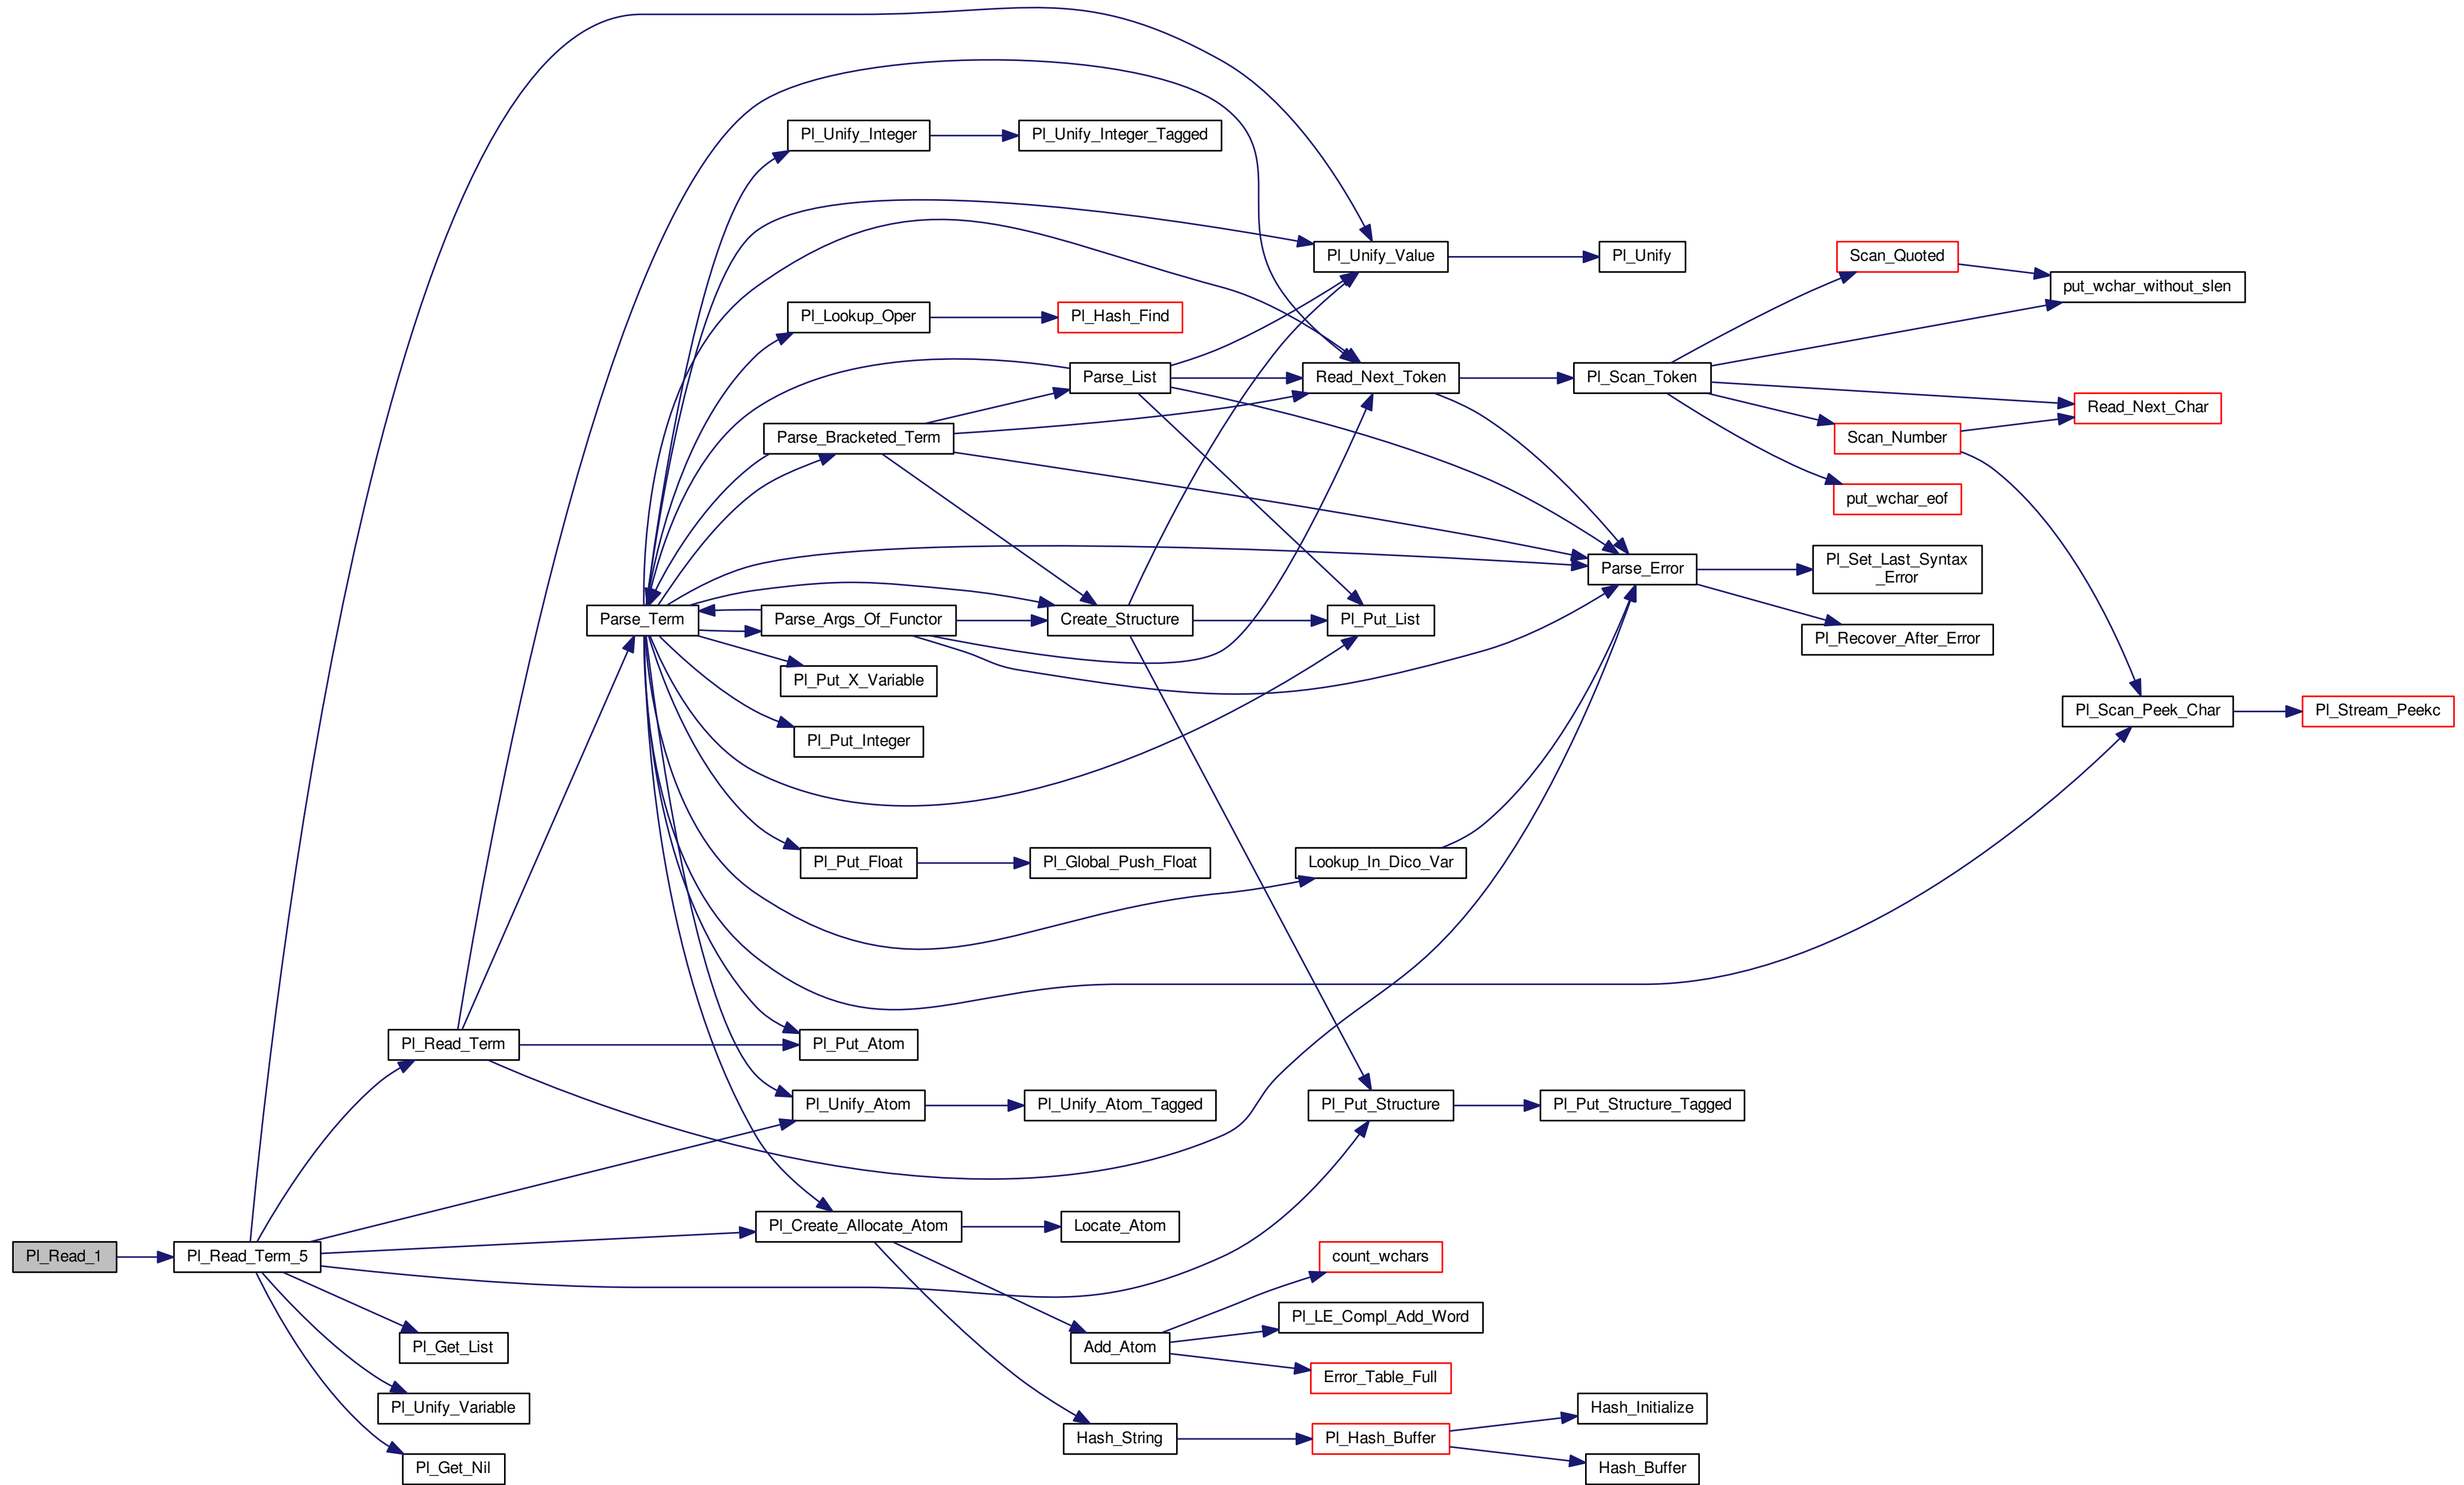 Pl_Unify_Integer
Pl_Unify_Integer_Tagged
Pl_Unify_Value
Pl_Unify
Scan_Quoted
put_wchar_without_slen
Pl_Lookup_Oper
Pl_Hash_Find
Parse_List
Read_Next_Token
Pl_Scan_Token
Read_Next_Char
Parse_Bracketed_Term
Scan_Number
put_wchar_eof
Parse_Error
Pl_Set_Last_Syntax
_Error
Parse_Term
Parse_Args_Of_Functor
Create_Structure
Pl_Put_List
Pl_Recover_After_Error
Pl_Put_X_Variable
Pl_Scan_Peek_Char
Pl_Stream_Peekc
Pl_Put_Integer
Pl_Put_Float
Pl_Global_Push_Float
Lookup_In_Dico_Var
Pl_Read_Term
Pl_Put_Atom
Pl_Unify_Atom
Pl_Unify_Atom_Tagged
Pl_Put_Structure
Pl_Put_Structure_Tagged
Pl_Create_Allocate_Atom
Locate_Atom
Pl_Read_1
Pl_Read_Term_5
count_wchars
Pl_LE_Compl_Add_Word
Pl_Get_List
Add_Atom
Error_Table_Full
Pl_Unify_Variable
Hash_Initialize
Hash_String
Pl_Hash_Buffer
Pl_Get_Nil
Hash_Buffer